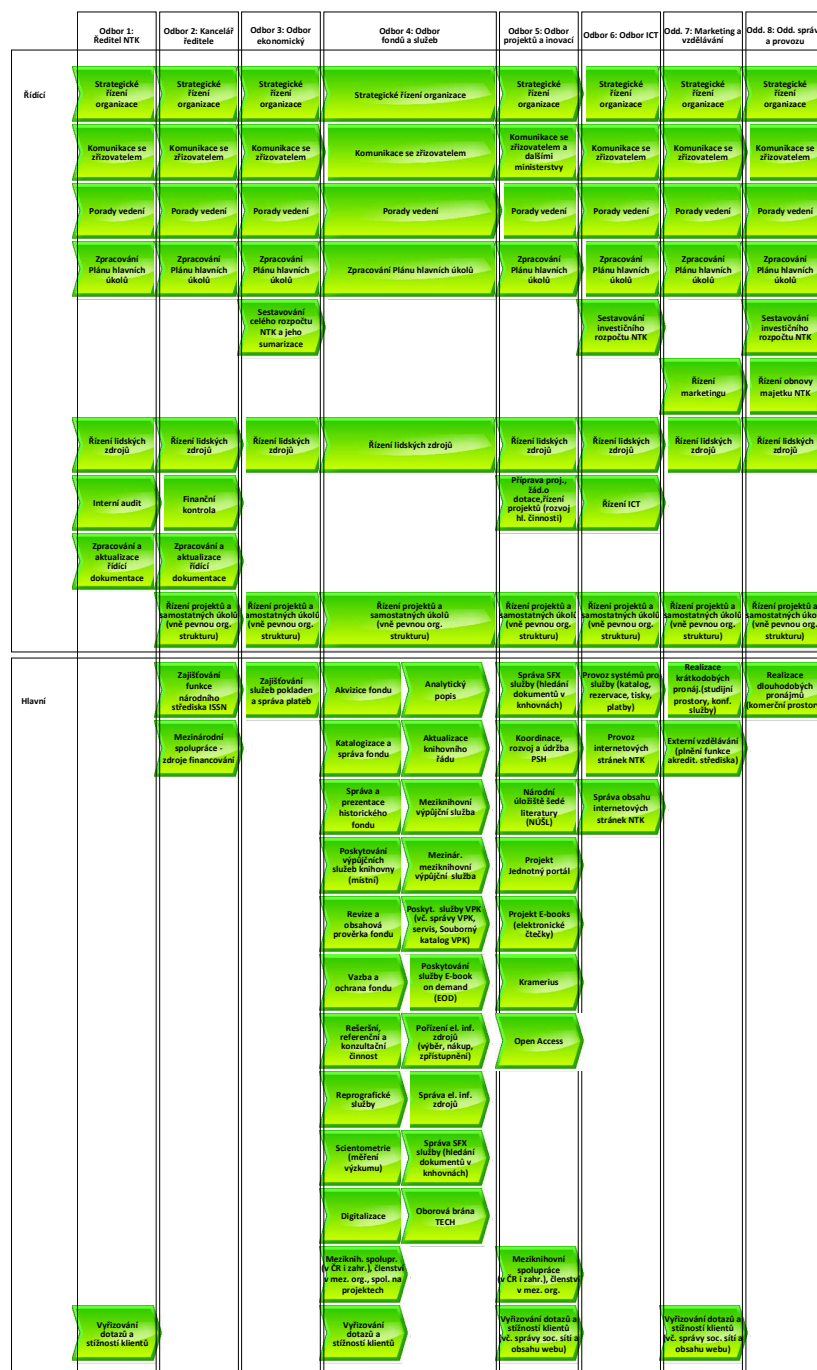 Odbor 1:
Ředitel NTK
Odbor 2: Kancelář
ředitele
Odbor 3: Odbor
ekonomický
Odbor 4: Odbor
fondů a služeb
Odbor 5: Odbor
projektů a inovací
Odbor 6: Odbor ICT
Odd. 7: Marketing a
vzdělávání
Odd. 8: Odd. správ
a provozu
Řídící
Strategické
řízení
organizace
Strategické
řízení
organizace
Strategické
řízení
organizace
Strategické řízení organizace
Strategické
řízení
organizace
Strategické
řízení
organizace
Strategické
řízení
organizace
Strategické
řízení
organizace
Komunikace se
zřizovatelem
Komunikace se
zřizovatelem
Komunikace se
zřizovatelem
Komunikace se zřizovatelem
Komunikace se
zřizovatelem a
dalšími
ministerstvy
Komunikace se
zřizovatelem
Komunikace se
zřizovatelem
Komunikace se
zřizovatelem
Porady vedení
Porady vedení
Porady vedení
Porady vedení
Porady vedení
Porady vedení
Porady vedení
Porady vedení
Zpracování
Plánu hlavních
úkolů
Zpracování
Plánu hlavních
úkolů
Zpracování
Plánu hlavních
úkolů
Zpracování Plánu hlavních úkolů
Zpracování
Plánu hlavních
úkolů
Zpracování
Plánu hlavních
úkolů
Zpracování
Plánu hlavních
úkolů
Zpracování
Plánu hlavních
úkolů
Sestavování
celého rozpočtu
NTK a jeho
sumarizace
Sestavování
investičního
rozpočtu NTK
Sestavování
investičního
rozpočtu NTK
Řízení
marketingu
Řízení obnovy
majetku NTK
Řízení lidských
zdrojů
Řízení lidských
zdrojů
Řízení lidských
zdrojů
Řízení lidských zdrojů
Řízení lidských
zdrojů
Řízení lidských
zdrojů
Řízení lidských
zdrojů
Řízení lidských
zdrojů
Interní audit
Finanční
kontrola
Příprava proj.,
žád.o
dotace,řízení
projektů (rozvoj
hl. činnosti)
Řízení ICT
Zpracování a
aktualizace
řídící
dokumentace
Zpracování a
aktualizace
řídící
dokumentace
Řízení projektů a
samostatných úkolů
(vně pevnou org.
strukturu)
Řízení projektů a
samostatných úkolů
(vně pevnou org.
strukturu)
Řízení projektů a
samostatných úkolů
(vně pevnou org.
strukturu)
Řízení projektů a
samostatných úkolů
(vně pevnou org.
strukturu)
Řízení projektů a
samostatných úkolů
(vně pevnou org.
strukturu)
Řízení projektů a
samostatných úkolů
(vně pevnou org.
strukturu)
Řízení projektů a
samostatných úkolů
(vně pevnou org.
strukturu)
Hlavní
Zajišťování
funkce
národního
střediska ISSN
Zajišťování
služeb pokladen
a správa plateb
Akvizice fondu
Analytický
popis
Správa SFX
služby (hledání
dokumentů v
knhovnách)
Provoz systémů pro
služby (katalog,
rezervace, tisky,
platby)
Realizace
krátkodobých
pronáj.(studijní
prostory, konf.
služby)
Realizace
dlouhodobých
pronájmů
(komerční prostory
Mezinárodní
spolupráce -
zdroje financování
Katalogizace a
správa fondu
Aktualizace
knihovního
řádu
Koordinace,
rozvoj a údržba
PSH
Provoz
internetových
stránek NTK
Externí vzdělávání
(plnění funkce
akredit. střediska)
Správa a
prezentace
historického
fondu
Meziknihovní
výpůjční služba
Národní
úložiště šedé
literatury
(NÚŠL)
Správa obsahu
internetových
stránek NTK
Poskytování
výpůjčních
služeb knihovny
(místní)
Mezinár.
meziknihovní
výpůjční služba
Projekt
Jednotný portál
Revize a
obsahová
prověrka fondu
Poskyt. služby VPK
(vč. správy VPK,
servis, Souborný
katalog VPK)
Projekt E-books
(elektronické
čtečky)
Vazba a
ochrana fondu
Poskytování
služby E-book
on demand
(EOD)
Kramerius
Rešeršní,
referenční a
konzultační
činnost
Pořízení el. inf.
zdrojů
(výběr, nákup,
zpřístupnění)
Open Access
Reprografické
služby
Správa el. inf.
zdrojů
Scientometrie
(měření
výzkumu)
Správa SFX
služby (hledání
dokumentů v
knhovnách)
Digitalizace
Oborová brána
TECH
Meziknih. spolupr.
(v ČR i zahr.), členství
v mez. org., spol. na
projektech
Meziknihovní
spolupráce
(v ČR i zahr.), členství
v mez. org.
Vyřizování
dotazů a
stížností klientů
Vyřizování
dotazů a
stížností klientů
Vyřizování dotazů a
stížností klientů
(vč. správy soc. sítí a
obsahu webu)
Vyřizování dotazů a
stížností klientů
(vč. správy soc. sítí a
obsahu webu)